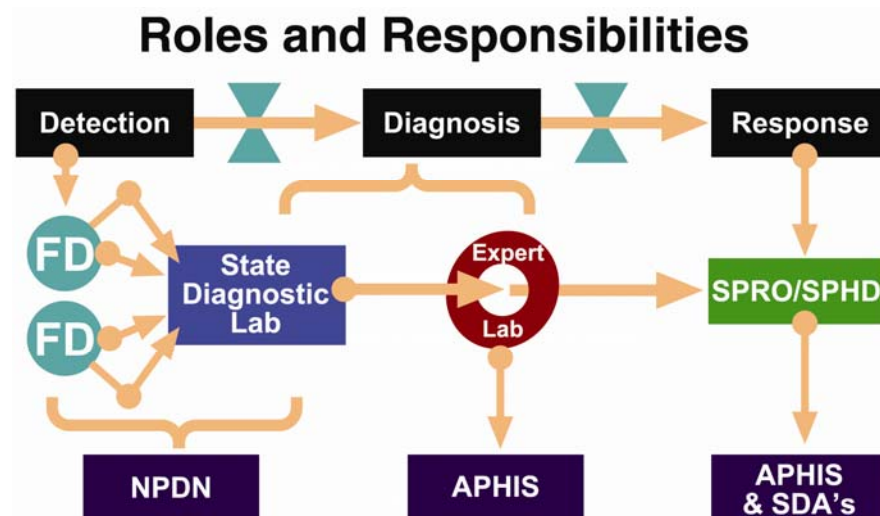 Roles and Responsibilities
Detection
Diagnosis
Response
FD
State
Diagnostic
Lab
Expert
Lab
SPRO/SPHD
FD
NPDN
APHIS
APHIS
& SDA's